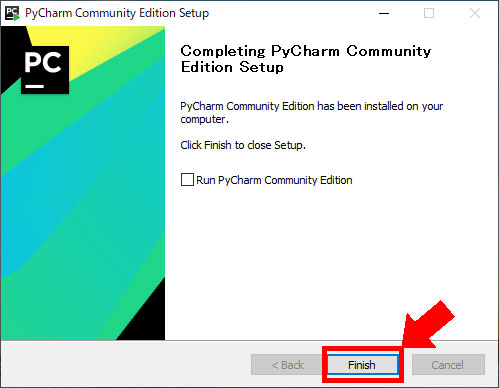 PyCharm Community Edition Setup
PC
Completing PyCharm Community
Edition Setup
PyCharm Community Edition has been installed on your
computer.
Click Finish to close Setup.
Run PyCharm Community Edition
< Back
Finish
Cancel